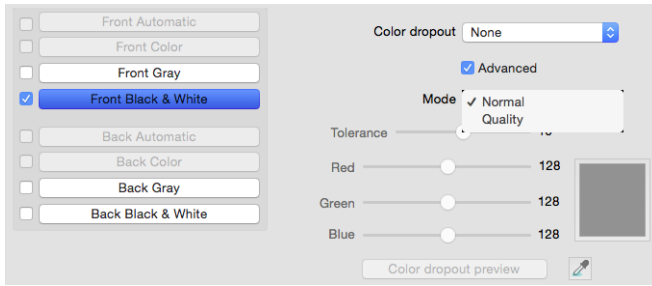 Front Automatic
Front Color
Front Gray
Front Black & White
Back Automatic
Back Color
Back Gray
Back Black & White
Color dropout None
Advanced
Mode Normal
Quality
Tolerance
Red 128
Green 128
Blue 128
Color dropout preview